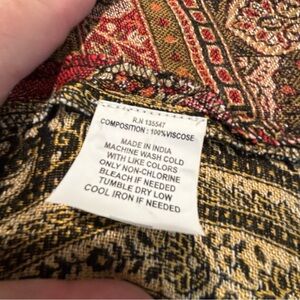 R.N 135547
COMPOSITION : 100%VISCOSE
MADE IN INDIA
MACHINE WASH COLD
WITH LIKE COLORS
ONLY NON-CHLORINE
BLEACH IF NEEDED
TUMBLE DRY LOW
COOL IRON IF NEEDED